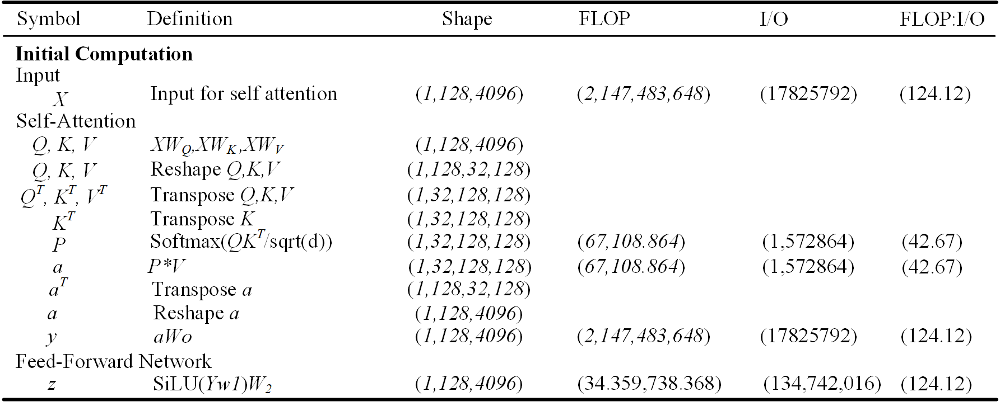 Symbol Definition Shape FLOP I/O FLOP:I/O
Initial Computation
Input
X Input for self attention (1,128,4096) (2,147,483,648) (17825792) (124.12)
Self-Attention
Q, K, V XW_Q,XW_K,XW_V (1,128,4096)
Q, K, V Reshape Q,K,V (1,128,32,128)
Q^T, K^T, V^T Transpose Q,K,V (1,32,128,128)
K^T Transpose K (1,32,128,128)
P Softmax(QK^T/sqrt(d)) (1,32,128,128) (67,108.864) (1,572864) (42.67)
a P*V (1,32,128,128) (67,108.864) (1,572864) (42.67)
a^T Transpose a (1,128,32,128)
a Reshape a (1,128,4096)
y aWo (1,128,4096) (2,147,483,648) (17825792) (124.12)
Feed-Forward Network
z SiLU(Yw1)W_2 (1,128,4096) (34.359,738.368) (134,742,016) (124.12)